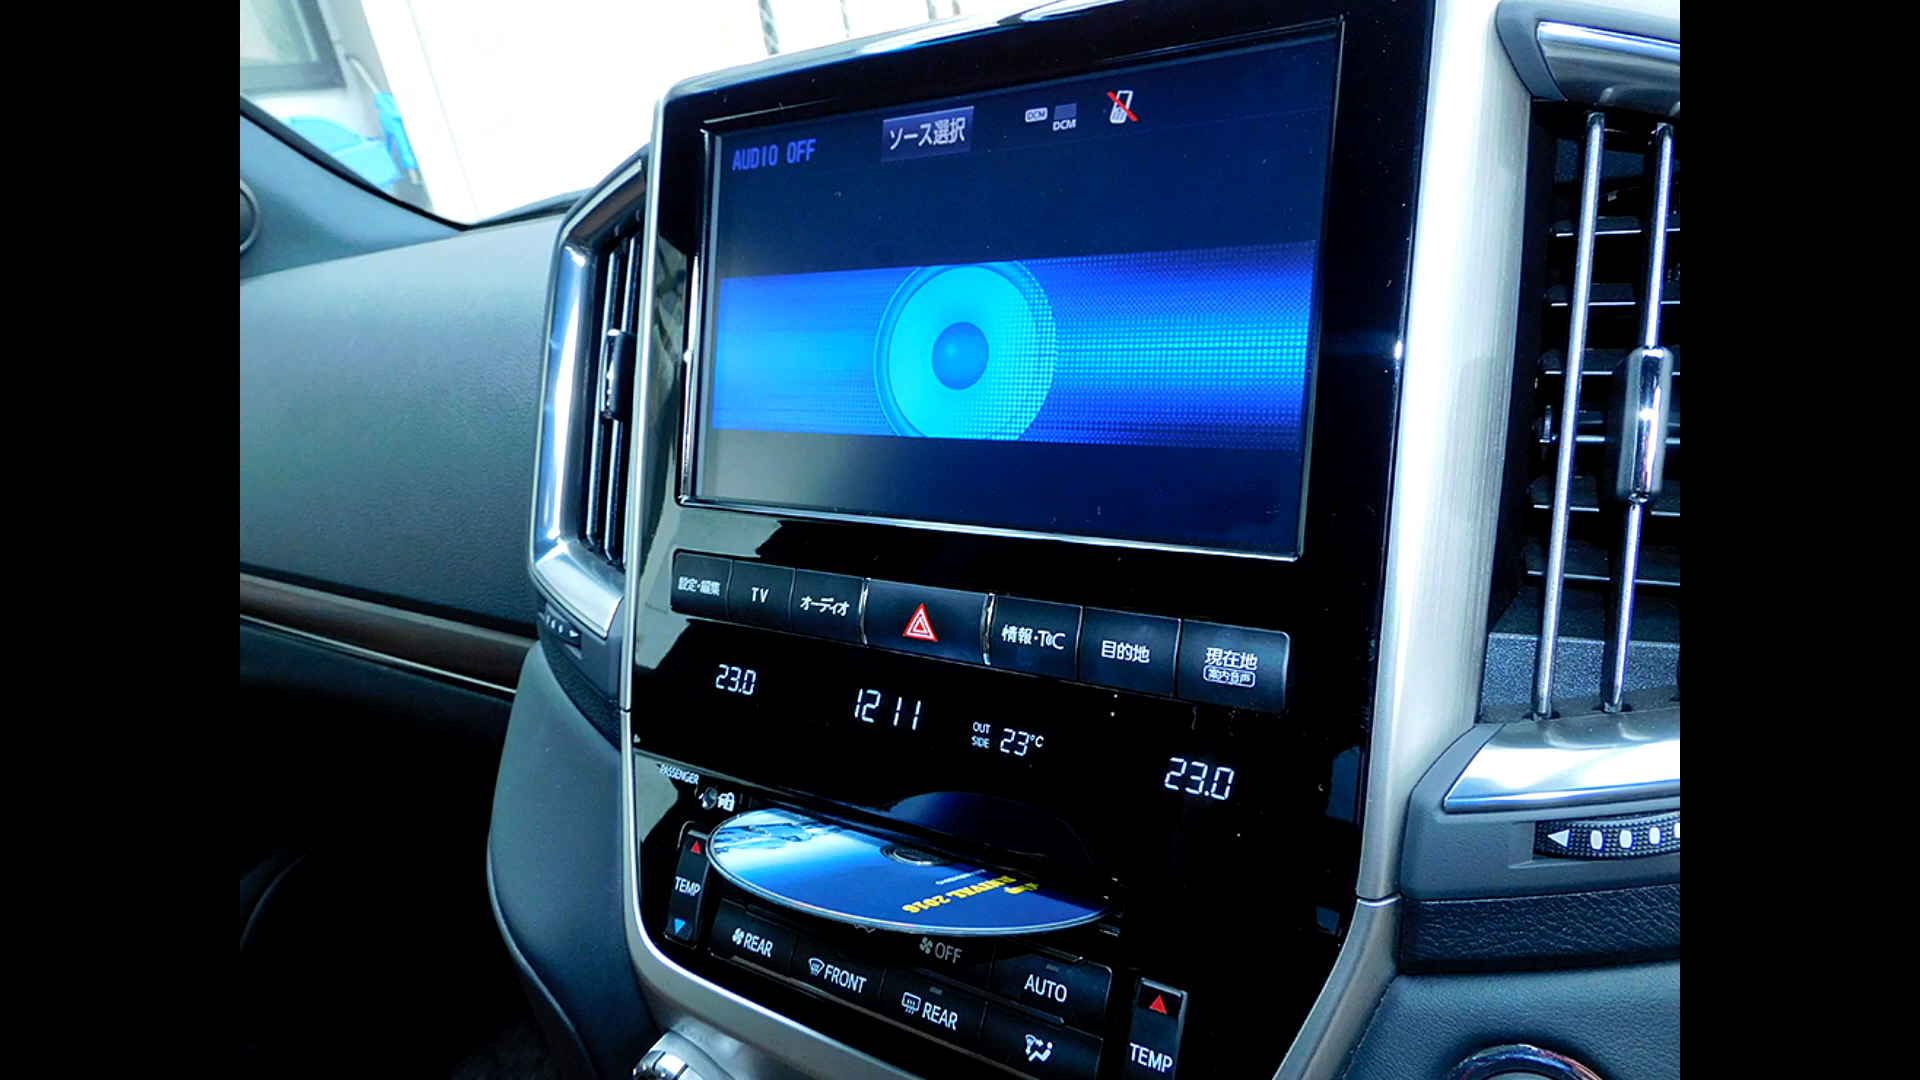 AUDIO OFF
ソース選択
DCM
DCM
設定・編集
TV
オーディオ
情報・T
C
目的地
現在地
案内音声
23.0
12 11
OUT
SIDE
23°C
23.0
PASSENGER
TEMP
REAR
FRONT
REAR
OFF
AUTO
TEMP
2016